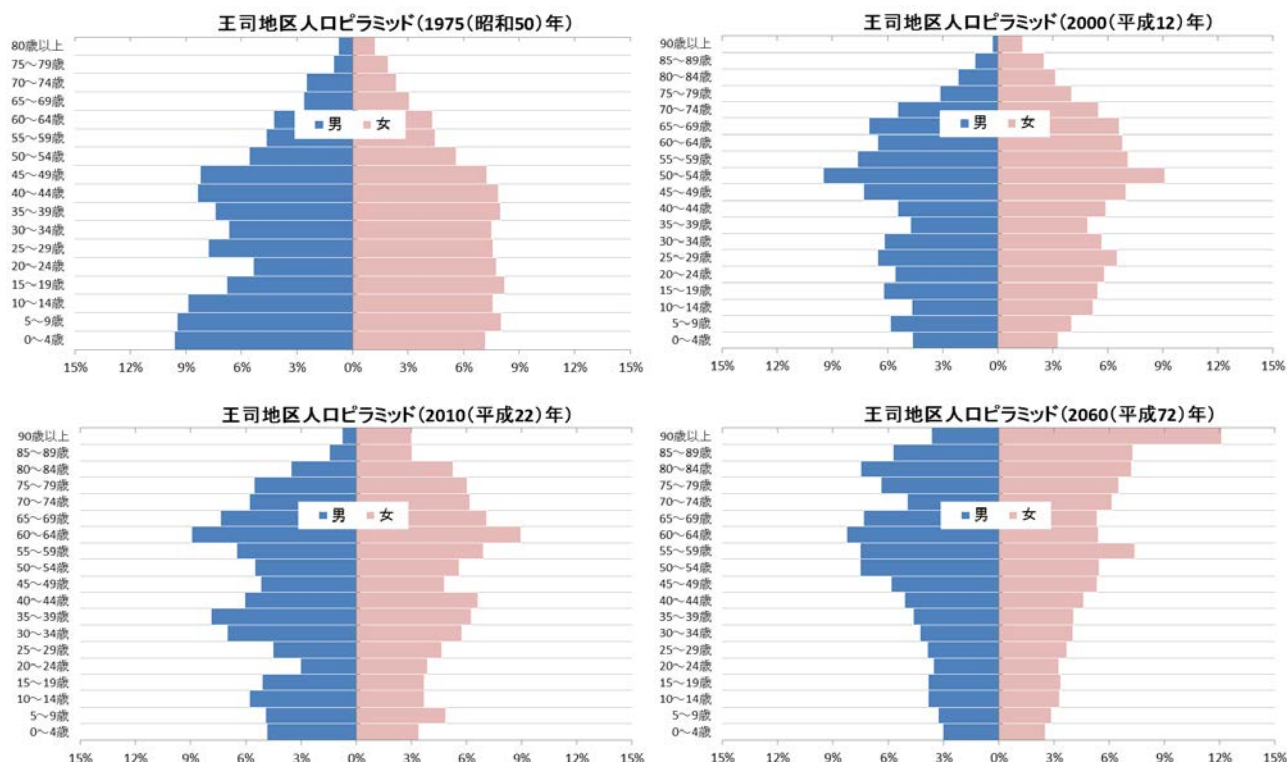 王司地区人口ピラミッド（1975（昭和50）年）
80歳以上
75～79歳
70～74歳
65～69歳
60～64歳
55～59歳
50～54歳
45～49歳
40～44歳
35～39歳
30～34歳
25～29歳
20～24歳
15～19歳
10～14歳
5～9歳
0～4歳
男 女
15% 12% 9% 6% 3% 0% 3% 6% 9% 12% 15%
王司地区人口ピラミッド（2000（平成12）年）
90歳以上
85～89歳
80～84歳
75～79歳
70～74歳
65～69歳
60～64歳
55～59歳
50～54歳
45～49歳
40～44歳
35～39歳
30～34歳
25～29歳
20～24歳
15～19歳
10～14歳
5～9歳
0～4歳
男 女
15% 12% 9% 6% 3% 0% 3% 6% 9% 12% 15%
王司地区人口ピラミッド（2010（平成22）年）
90歳以上
85～89歳
80～84歳
75～79歳
70～74歳
65～69歳
60～64歳
55～59歳
50～54歳
45～49歳
40～44歳
35～39歳
30～34歳
25～29歳
20～24歳
15～19歳
10～14歳
5～9歳
0～4歳
男 女
15% 12% 9% 6% 3% 0% 3% 6% 9% 12% 15%
王司地区人口ピラミッド（2060（平成72）年）
90歳以上
85～89歳
80～84歳
75～79歳
70～74歳
65～69歳
60～64歳
55～59歳
50～54歳
45～49歳
40～44歳
35～39歳
30～34歳
25～29歳
20～24歳
15～19歳
10～14歳
5～9歳
0～4歳
男 女
15% 12% 9% 6% 3% 0% 3% 6% 9% 12% 15%